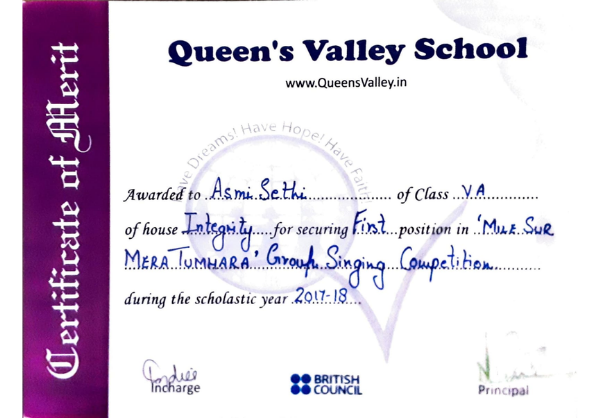 Certificate of Merit
Queen's Valley School
www.QueensValley.in
Have Dreams! Have Hope! Have Faith!
Awarded to Asmi Sethi of Class VA
of house Integrity for securing First position in 'MILE SUR
MERA TUMHARA' Group Singing Competition
during the scholastic year 2017-18
Incharge
BRITISH
COUNCIL
Principal